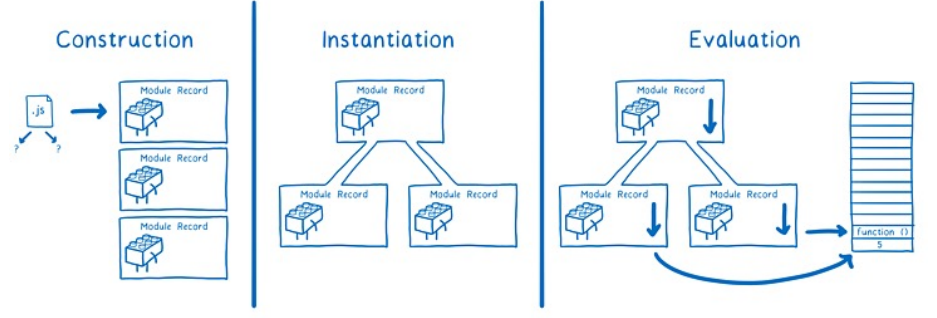 Construction
.js
?
?
Module Record
Module Record
Module Record
Instantiation
Module Record
Module Record
Module Record
Evaluation
Module Record
Module Record
Module Record
function ()
5